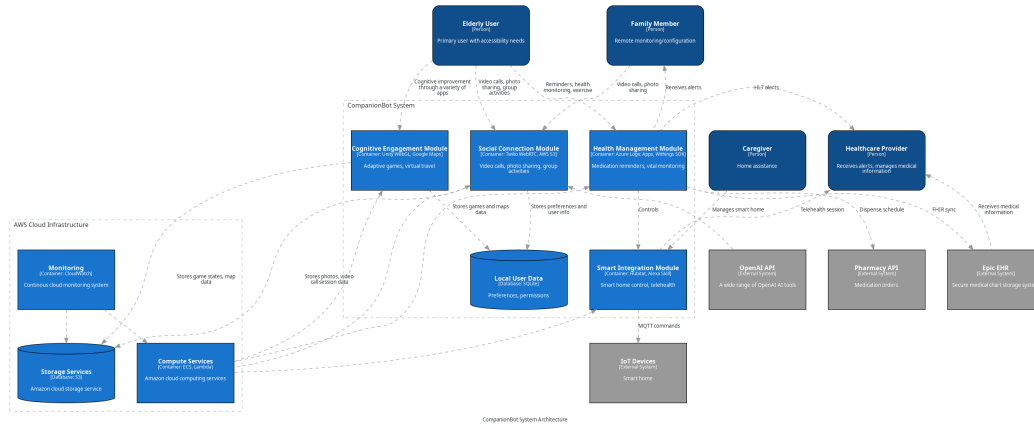 Elderly User
[Person]
Primary user with accessibility needs
Family Member
[Person]
Remote monitoring/configuration
Cognitive improvement
through a variety of
apps
Video calls, photo
sharing, group
activities
Reminders, health
monitoring, exercise
Video calls, photo
sharing
Receives alerts
HL7 alerts
CompanionBot System
Cognitive Engagement Module
[Container: Unity WebGL, Google Maps]
Adaptive games, virtual travel
Social Connection Module
[Container: Twilio WebRTC, AWS S3]
Video calls, photo sharing, group
activities
Health Management Module
[Container: Azure Logic Apps, Withings SDK]
Medication reminders, vital monitoring
Caregiver
[Person]
Home assistance
Healthcare Provider
[Person]
Receives alerts, manages medical
information
Stores games and maps
data
Stores preferences and
user info
Controls
Manages smart home
Telehealth session
Dispense schedule
FHIR sync
Receives medical
information
AWS Cloud Infrastructure
Monitoring
[Container: CloudWatch]
Continous cloud monitoring system
Stores game states, map
data
Stores photos, video
call session data
Local User Data
[Database: SQLite]
Preferences, permissions
Smart Integration Module
[Container: Hubitat, Alexa Skill]
Smart home control, telehealth
OpenAI API
[External System]
A wide range of OpenAI AI tools
Pharmacy API
[External System]
Medication orders
Epic EHR
[External System]
Secure medical chart storage syste
MQTT commands
Storage Services
[Database: S3]
Amazon cloud storage service
Compute Services
[Container: ECS, Lambda]
Amazon cloud computing services
IoT Devices
[External System]
Smart home
CompanionBot System Architecture